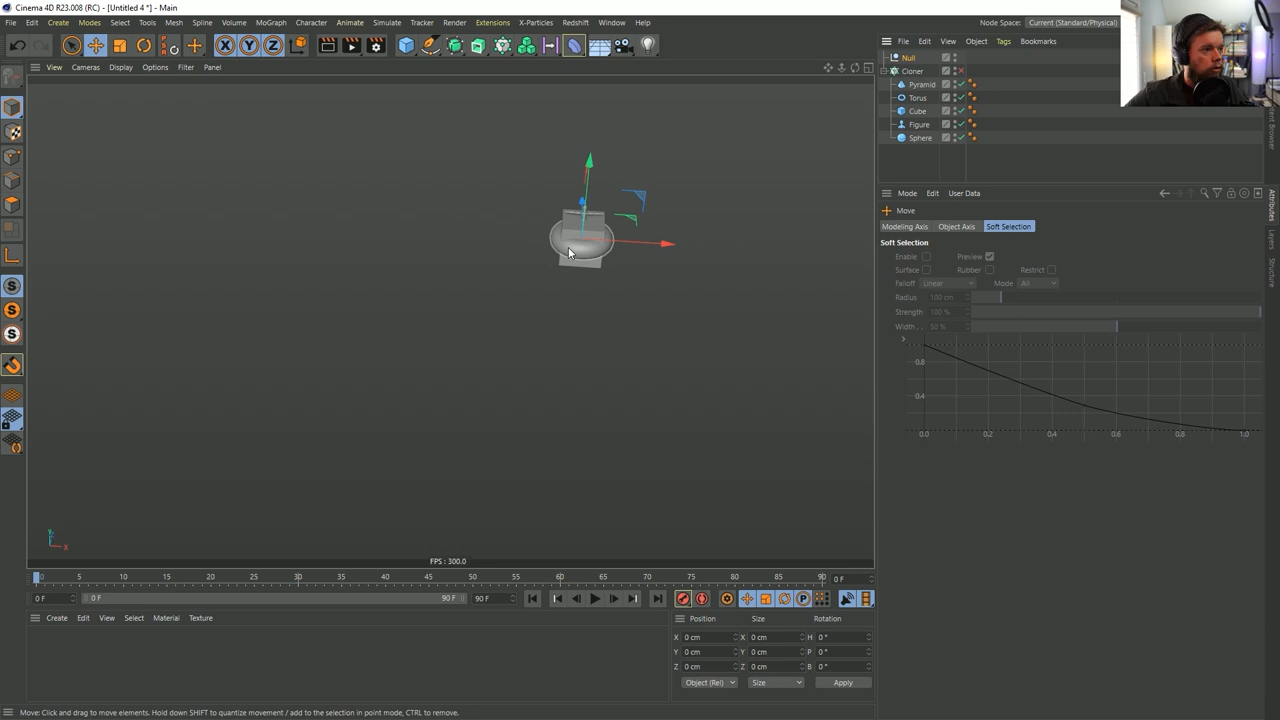 Cinema 4D R23.008 (RC) - [Untitled 4 *] - Main
File Edit Create Modes Select Tools Mesh Spline Volume MoGraph Character Animate Simulate Tracker Render Extensions X-Particles Redshift Window Help
Node Space: Current (Standard/Physical)
View Cameras Display Options Filter Panel
File Edit View Object Tags Bookmarks
Null
Cloner
Pyramid
Torus
Cube
Figure
Sphere
Mode Edit User Data
Move
Modeling Axis Object Axis Soft Selection
Soft Selection
Enable Preview
Surface Rubber Restrict
Falloff Linear Mode All
Radius 100 cm
Strength 100 %
Width . . 50 %
0.8
0.4
0.0 0.2 0.4 0.6 0.8 1.0
Attributes
Layers
Structure
Y
X
FPS : 300.0
0 5 10 15 20 25 30 35 40 45 50 55 60 65 70 75 80 85 90 0 F
0 F 0 F 90 F 90 F
Create Edit View Select Material Texture
Position Size Rotation
X 0 cm X 0 cm H 0 °
Y 0 cm Y 0 cm P 0 °
Z 0 cm Z 0 cm B 0 °
Object (Rel) Size Apply
Move: Click and drag to move elements. Hold down SHIFT to quantize movement / add to the selection in point mode, CTRL to remove.